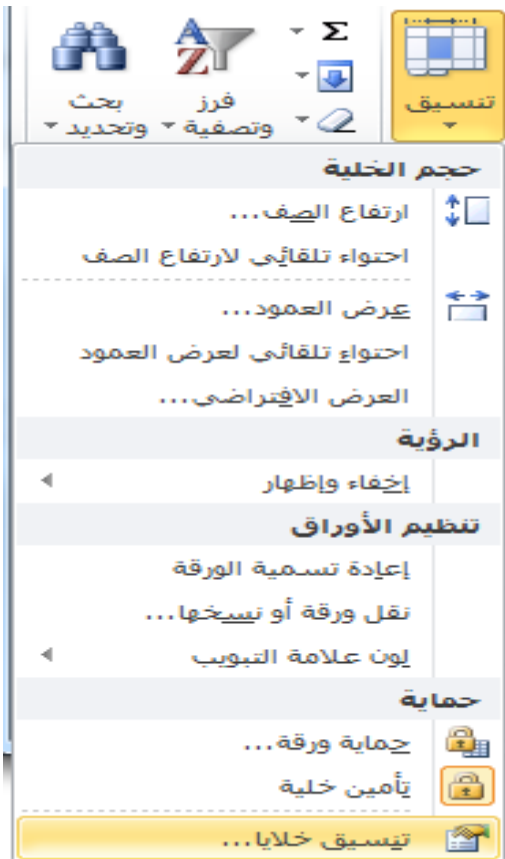 تنسيق
Σ
فرز
وتصفية
بحث
وتحديد
حجم الخلية
ارتفاع الصف...
احتواء تلقائي لارتفاع الصف
عرض العمود...
احتواء تلقائي لعرض العمود
العرض الافتراضي...
الرؤية
إخفاء وإظهار
تنظيم الأوراق
إعادة تسمية الورقة
نقل ورقة أو نسخها...
لون علامة التبويب
حماية
حماية ورقة...
تأمين خلية
تنسيق خلايا...